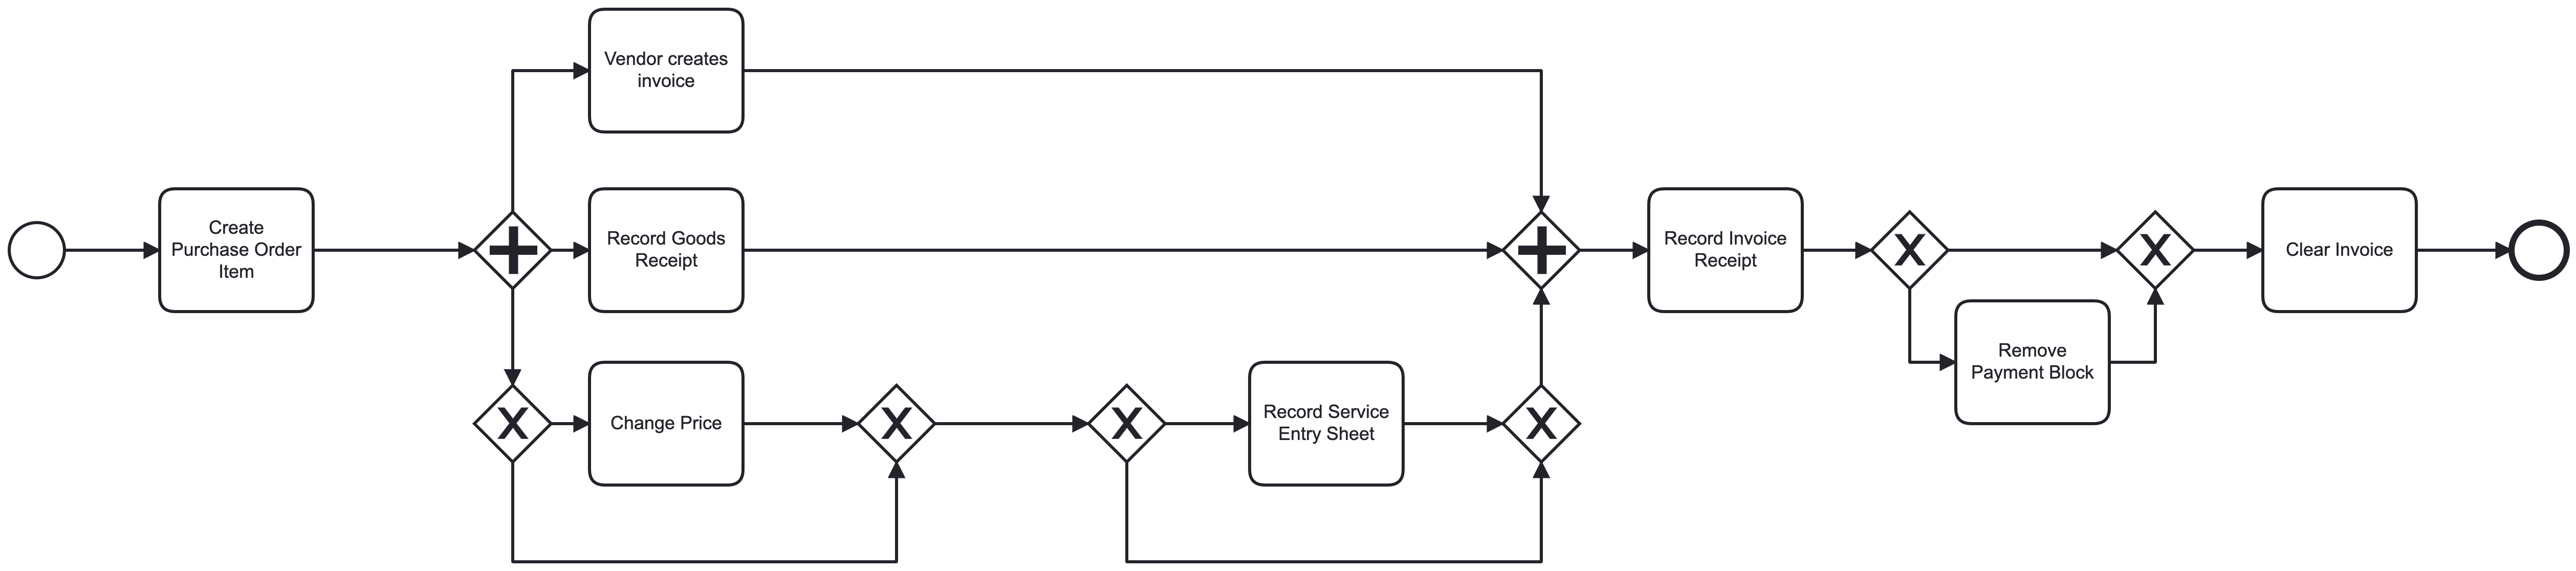 Vendor creates
invoice
Create
Purchase Order
Item
Record Goods
Receipt
Record Invoice
Receipt
Clear Invoice
Remove
Payment Block
Change Price
Record Service
Entry Sheet